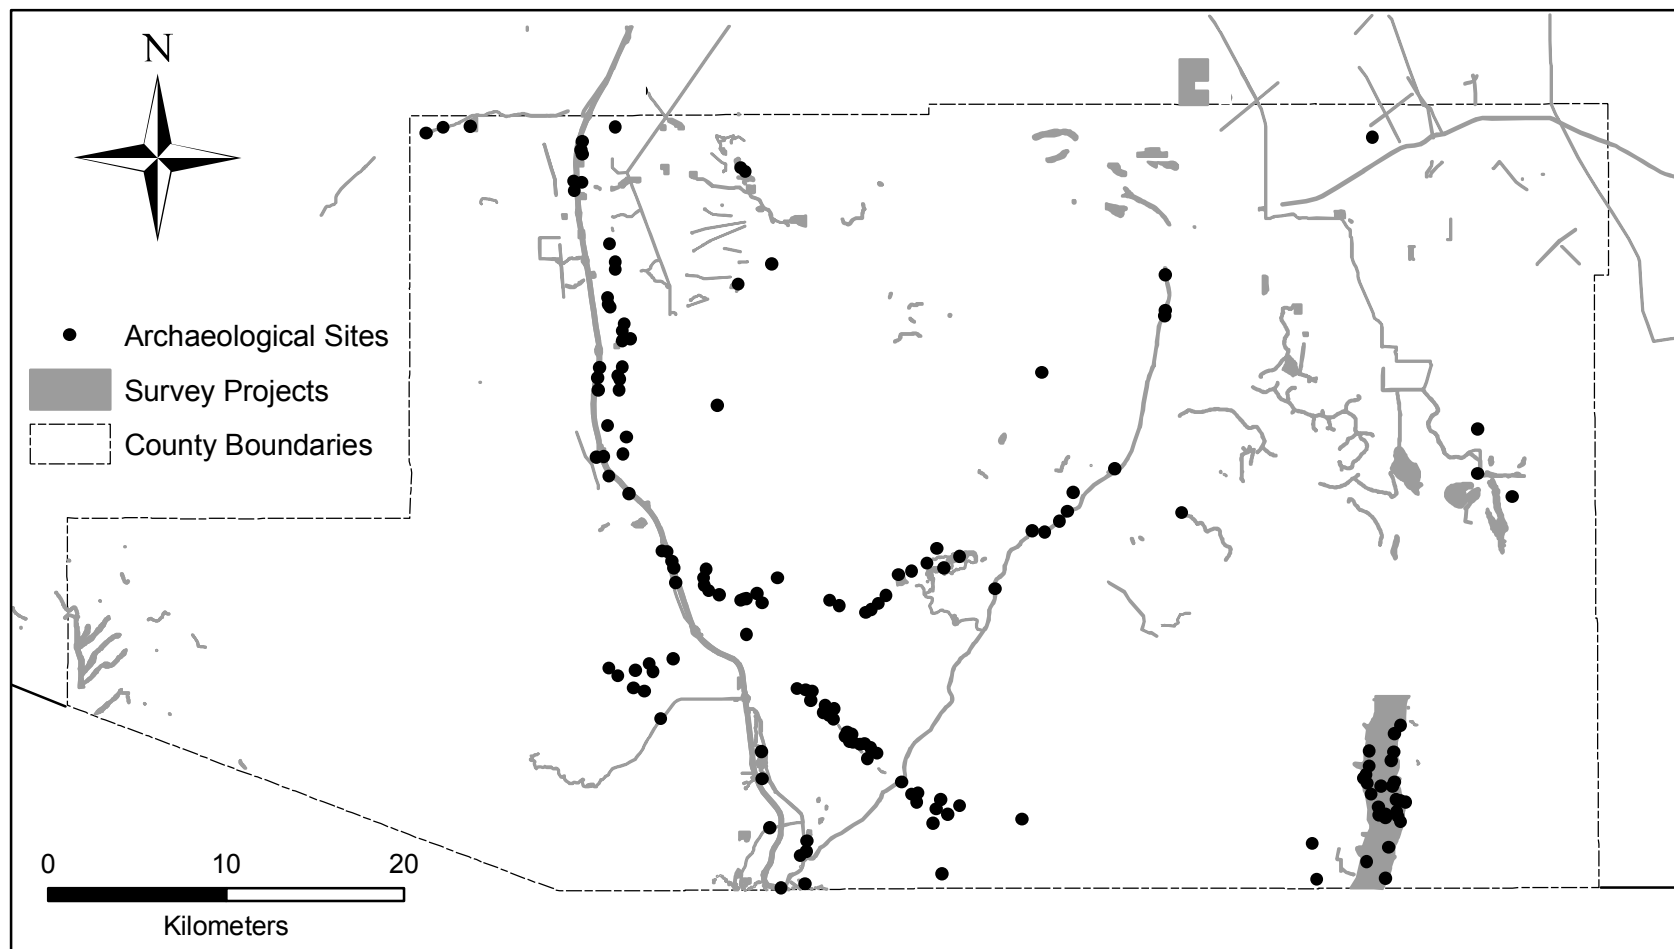 N
Archaeological Sites
Survey Projects
County Boundaries
0 10 20
Kilometers